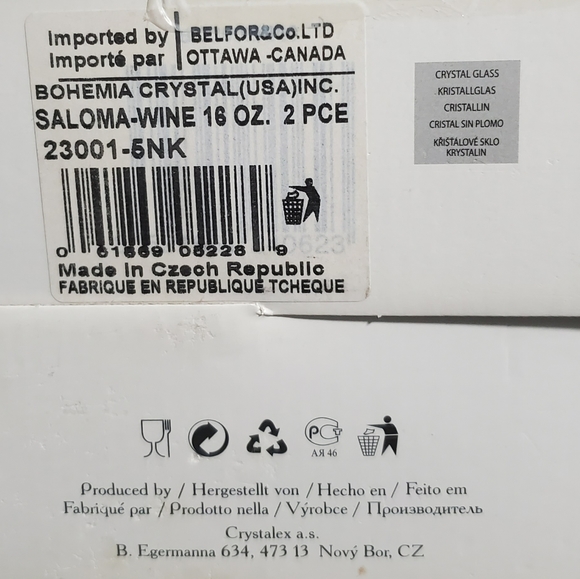 Imported by BELFOR&Co.LTD
Importé par OTTAWA -CANADA
BOHEMIA CRYSTAL(USA)INC.
SALOMA-WINE 16 OZ. 2 PCE
23001-5NK
0 61669 05228 9
0623
Made in Czech Republic
FABRIQUE EN REPUBLIQUE TCHEQUE
CRYSTAL GLASS
KRISTALLGLAS
CRISTALLIN
CRISTAL SIN PLOMO
KŘIŠŤÁLOVÉ SKLO
KRYSTALIN
РСТ
АЯ 46
Produced by / Hergestellt von / Hecho en / Feito em
Fabriqué par / Prodotto nella / Výrobce / Производитель
Crystalex a.s.
B. Egermanna 634, 473 13 Nový Bor, CZ